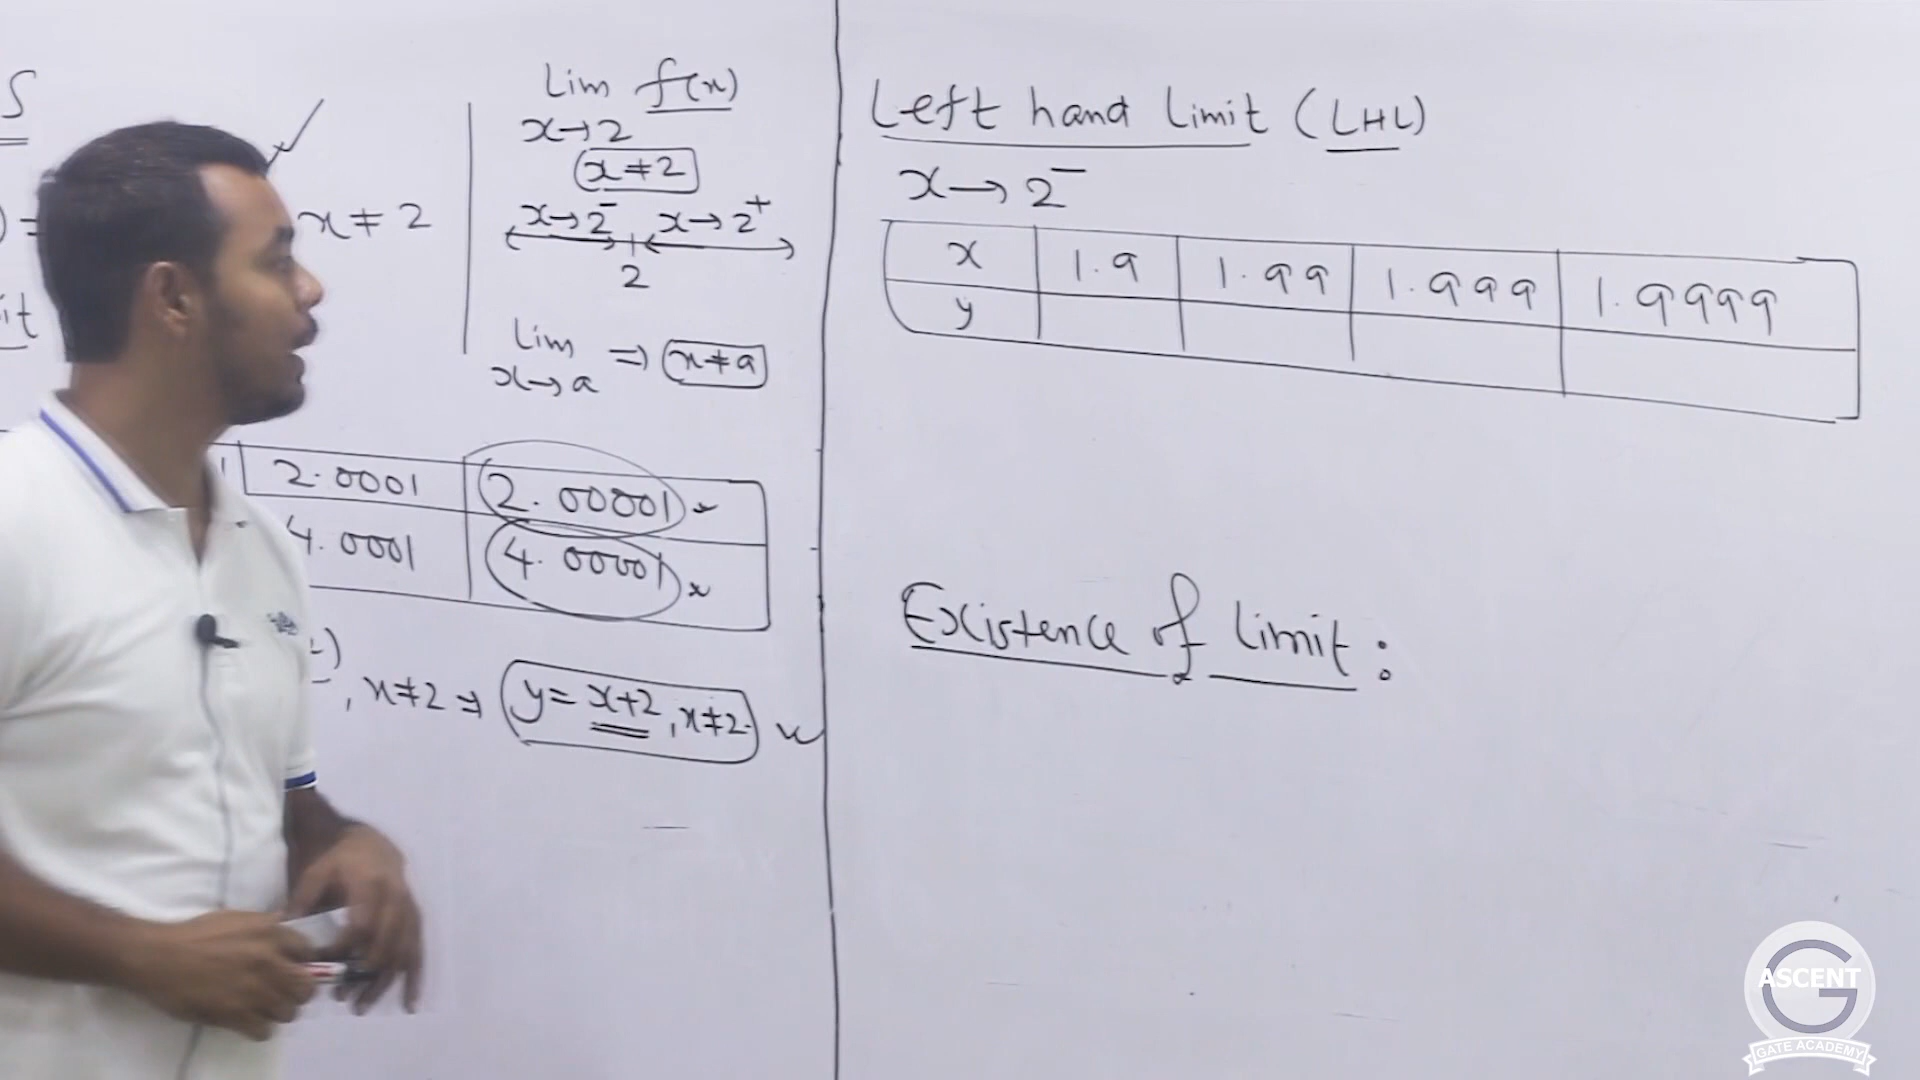 S
x ≠ 2
Lim f(x)
x→2
x ≠ 2
x→2⁻ x→2⁺
2
Lim ⇒ x ≠ a
x→a
2.0001 2.00001
4.0001 4.00001
, x≠2 ⇒ y = x+2, x≠2
Left hand limit (LHL)
x→2⁻
x 1.9 1.99 1.999 1.9999
y
Existence of limit :
ASCENT
G
GATE ACADEMY